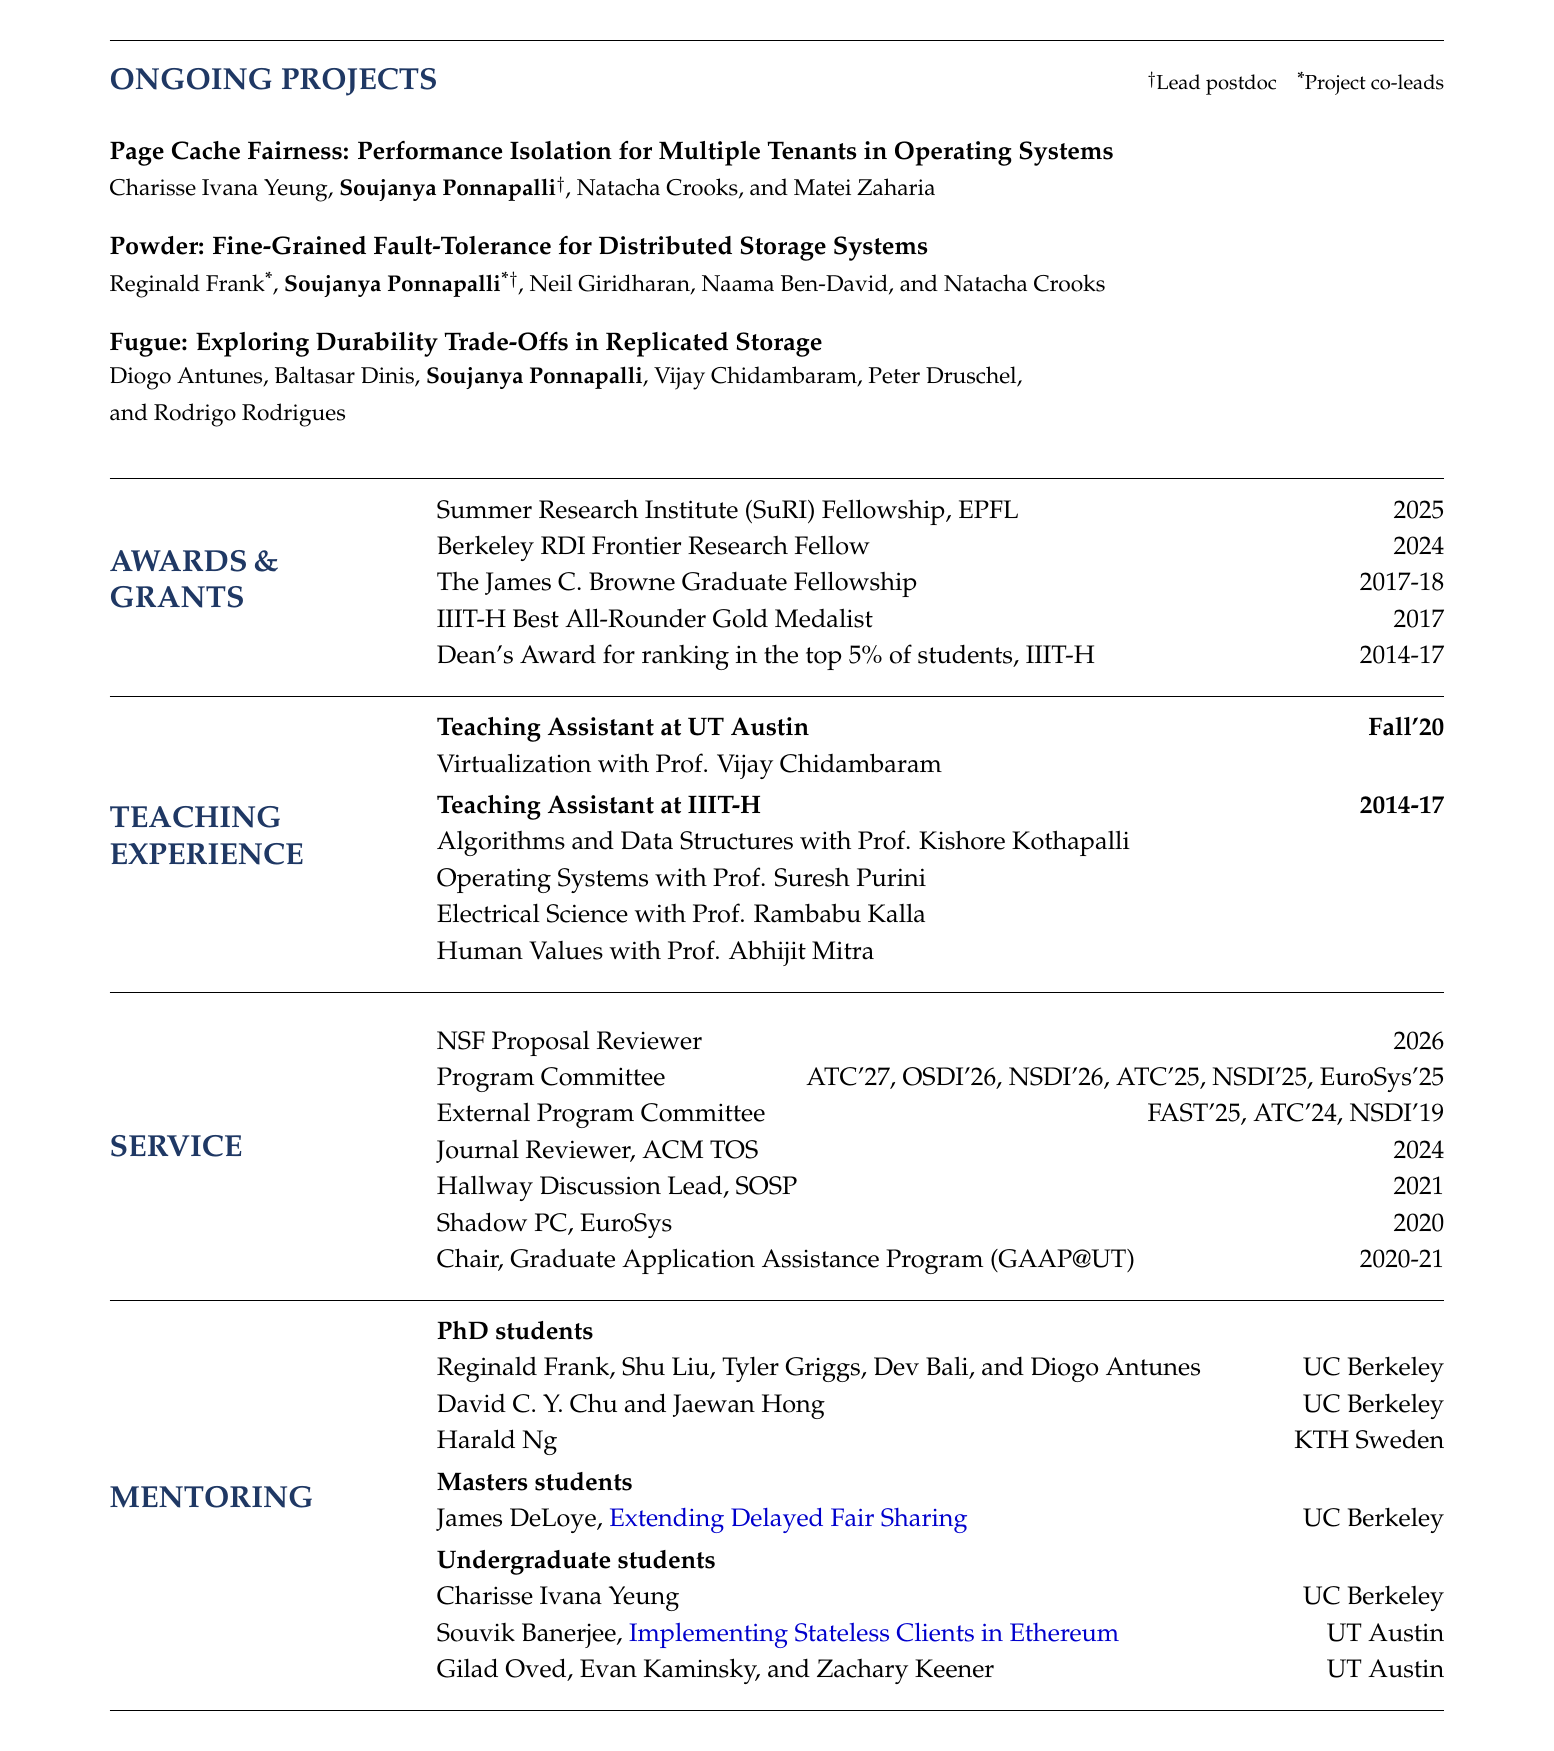 ONGOING PROJECTS †Lead postdoc *Project co-leads
Page Cache Fairness: Performance Isolation for Multiple Tenants in Operating Systems
Charisse Ivana Yeung, Soujanya Ponnapalli†, Natacha Crooks, and Matei Zaharia
Powder: Fine-Grained Fault-Tolerance for Distributed Storage Systems
Reginald Frank*, Soujanya Ponnapalli*†, Neil Giridharan, Naama Ben-David, and Natacha Crooks
Fugue: Exploring Durability Trade-Offs in Replicated Storage
Diogo Antunes, Baltasar Dinis, Soujanya Ponnapalli, Vijay Chidambaram, Peter Druschel,
and Rodrigo Rodrigues
AWARDS &
GRANTS
Summer Research Institute (SuRI) Fellowship, EPFL 2025
Berkeley RDI Frontier Research Fellow 2024
The James C. Browne Graduate Fellowship 2017-18
IIIT-H Best All-Rounder Gold Medalist 2017
Dean's Award for ranking in the top 5% of students, IIIT-H 2014-17
TEACHING
EXPERIENCE
Teaching Assistant at UT Austin Fall'20
Virtualization with Prof. Vijay Chidambaram
Teaching Assistant at IIIT-H 2014-17
Algorithms and Data Structures with Prof. Kishore Kothapalli
Operating Systems with Prof. Suresh Purini
Electrical Science with Prof. Rambabu Kalla
Human Values with Prof. Abhijit Mitra
SERVICE
NSF Proposal Reviewer 2026
Program Committee ATC'27, OSDI'26, NSDI'26, ATC'25, NSDI'25, EuroSys'25
External Program Committee FAST'25, ATC'24, NSDI'19
Journal Reviewer, ACM TOS 2024
Hallway Discussion Lead, SOSP 2021
Shadow PC, EuroSys 2020
Chair, Graduate Application Assistance Program (GAAP@UT) 2020-21
MENTORING
PhD students
Reginald Frank, Shu Liu, Tyler Griggs, Dev Bali, and Diogo Antunes UC Berkeley
David C. Y. Chu and Jaewan Hong UC Berkeley
Harald Ng KTH Sweden
Masters students
James DeLoye, Extending Delayed Fair Sharing UC Berkeley
Undergraduate students
Charisse Ivana Yeung UC Berkeley
Souvik Banerjee, Implementing Stateless Clients in Ethereum UT Austin
Gilad Oved, Evan Kaminsky, and Zachary Keener UT Austin